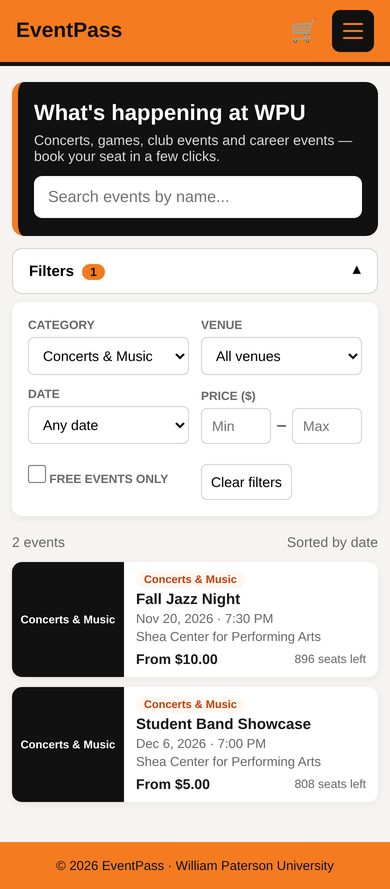 EventPass
What's happening at WPU
Concerts, games, club events and career events —
book your seat in a few clicks.
Search events by name...
Filters 1 ▲
CATEGORY VENUE
Concerts & Music All venues
DATE PRICE ($)
Any date Min – Max
FREE EVENTS ONLY Clear filters
2 events Sorted by date
Concerts & Music
Concerts & Music
Fall Jazz Night
Nov 20, 2026 · 7:30 PM
Shea Center for Performing Arts
From $10.00 896 seats left
Concerts & Music
Concerts & Music
Student Band Showcase
Dec 6, 2026 · 7:00 PM
Shea Center for Performing Arts
From $5.00 808 seats left
© 2026 EventPass · William Paterson University